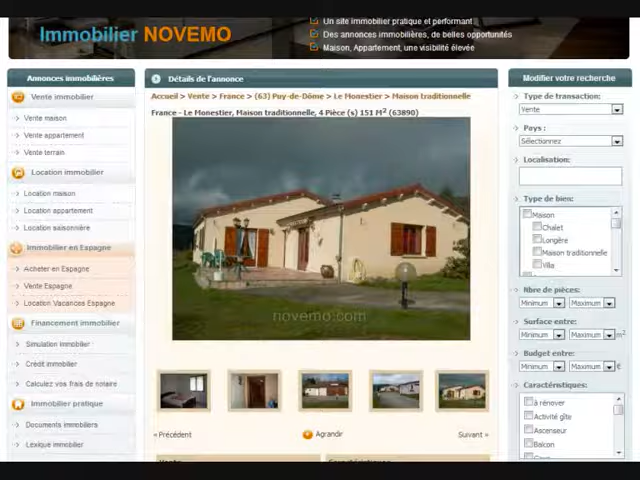 Immobilier NOVEMO
Un site immobilier pratique et performant
Des annonces immobilières, de belles opportunités
Maison, Appartement, une visibilité élevée
Annonces immobilières
Vente immobilier
Vente maison
Vente appartement
Vente terrain
Location immobilier
Location maison
Location appartement
Location saisonnière
Immobilier en Espagne
Acheter en Espagne
Vente Espagne
Location Vacances Espagne
Financement immobilier
Simulation immobilier
Crédit immobilier
Calculez vos frais de notaire
Immobilier pratique
Documents immobiliers
Lexique immobilier
Détails de l'annonce
Accueil > Vente > France > (63) Puy-de-Dôme > Le Monestier > Maison traditionnelle
France - Le Monestier, Maison traditionnelle, 4 Pièce (s) 151 M² (63890)
novemo.com
« Précédent
Agrandir
Suivant »
Vente
Caractéristiques
Modifier votre recherche
Type de transaction:
Vente
Pays :
Sélectionnez
Localisation:
Type de bien:
Maison
Chalet
Longère
Maison traditionnelle
Villa
Nbre de pièces:
Minimum Maximum
Surface entre:
Minimum Maximum m²
Budget entre:
Minimum Maximum €
Caractéristiques:
à rénover
Activité gîte
Ascenseur
Balcon